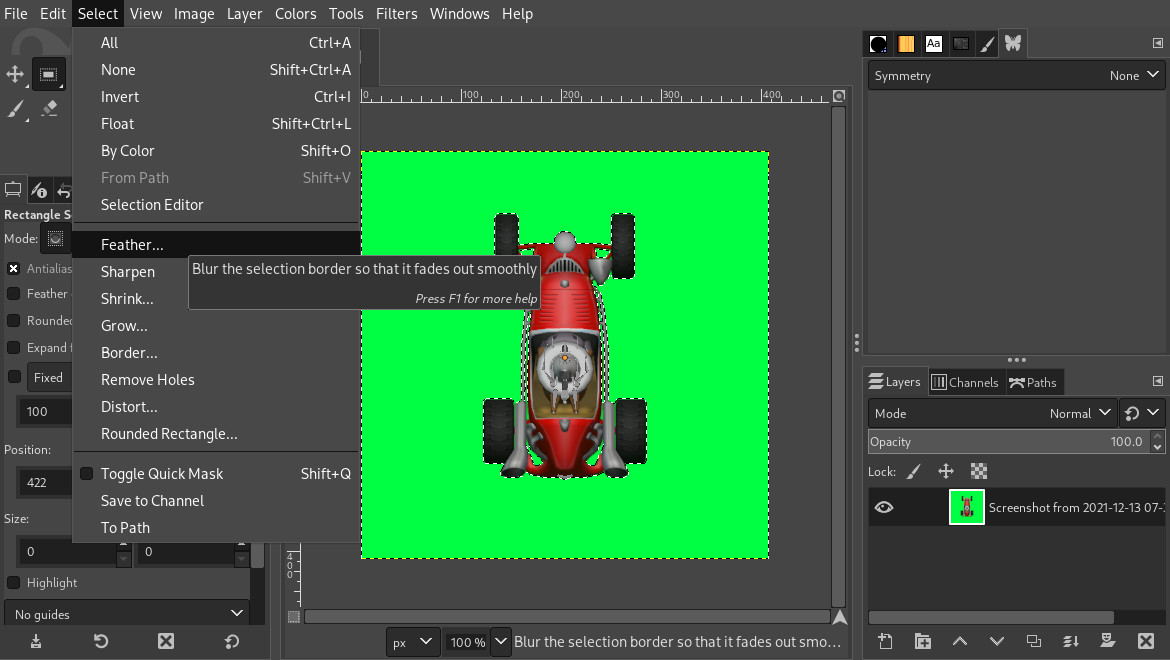 File Edit Select View Image Layer Colors Tools Filters Windows Help
All Ctrl+A
None Shift+Ctrl+A
Invert Ctrl+I
Float Shift+Ctrl+L
By Color Shift+O
From Path Shift+V
Selection Editor
Feather...
Sharpen
Shrink...
Grow...
Border...
Remove Holes
Distort...
Rounded Rectangle...
Toggle Quick Mask Shift+Q
Save to Channel
To Path
Blur the selection border so that it fades out smoothly
Press F1 for more help
Rectangle S
Mode:
Antialias
Feather
Rounded
Expand f
Fixed
100
Position:
422
Size:
0 0
Highlight
No guides
0 100 200 300 400
400
px 100 % Blur the selection border so that it fades out smo...
Aa
Symmetry None
Layers Channels Paths
Mode Normal
Opacity 100.0
Lock:
Screenshot from 2021-12-13 07-